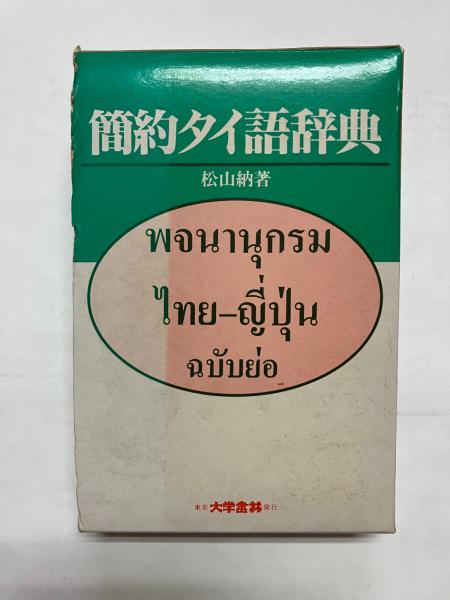 簡約タイ語辞典
松山納著
พจนานุกรม
ไทย–ญี่ปุ่น
ฉบับย่อ
東京 大学書林 発行